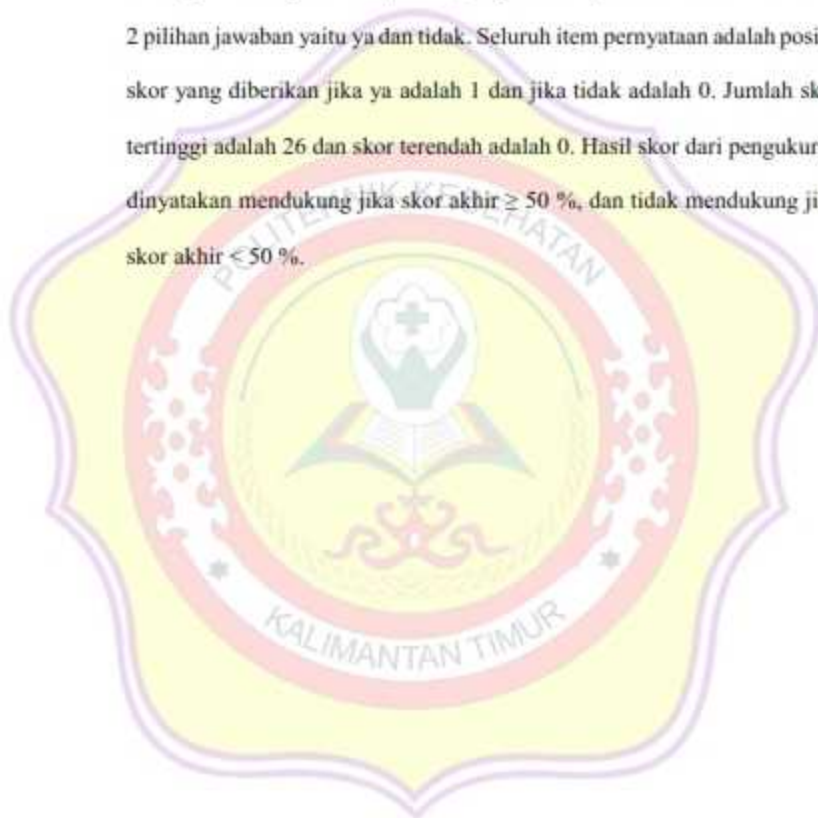 2 pilihan jawaban yaitu ya dan tidak. Seluruh item pernyataan adalah posi
skor yang diberikan jika ya adalah 1 dan jika tidak adalah 0. Jumlah sk
tertinggi adalah 26 dan skor terendah adalah 0. Hasil skor dari pengukur
dinyatakan mendukung jika skor akhir ≥ 50 %, dan tidak mendukung ji
skor akhir < 50 %.
POLITEKNIK KESEHATAN
KALIMANTAN TIMUR